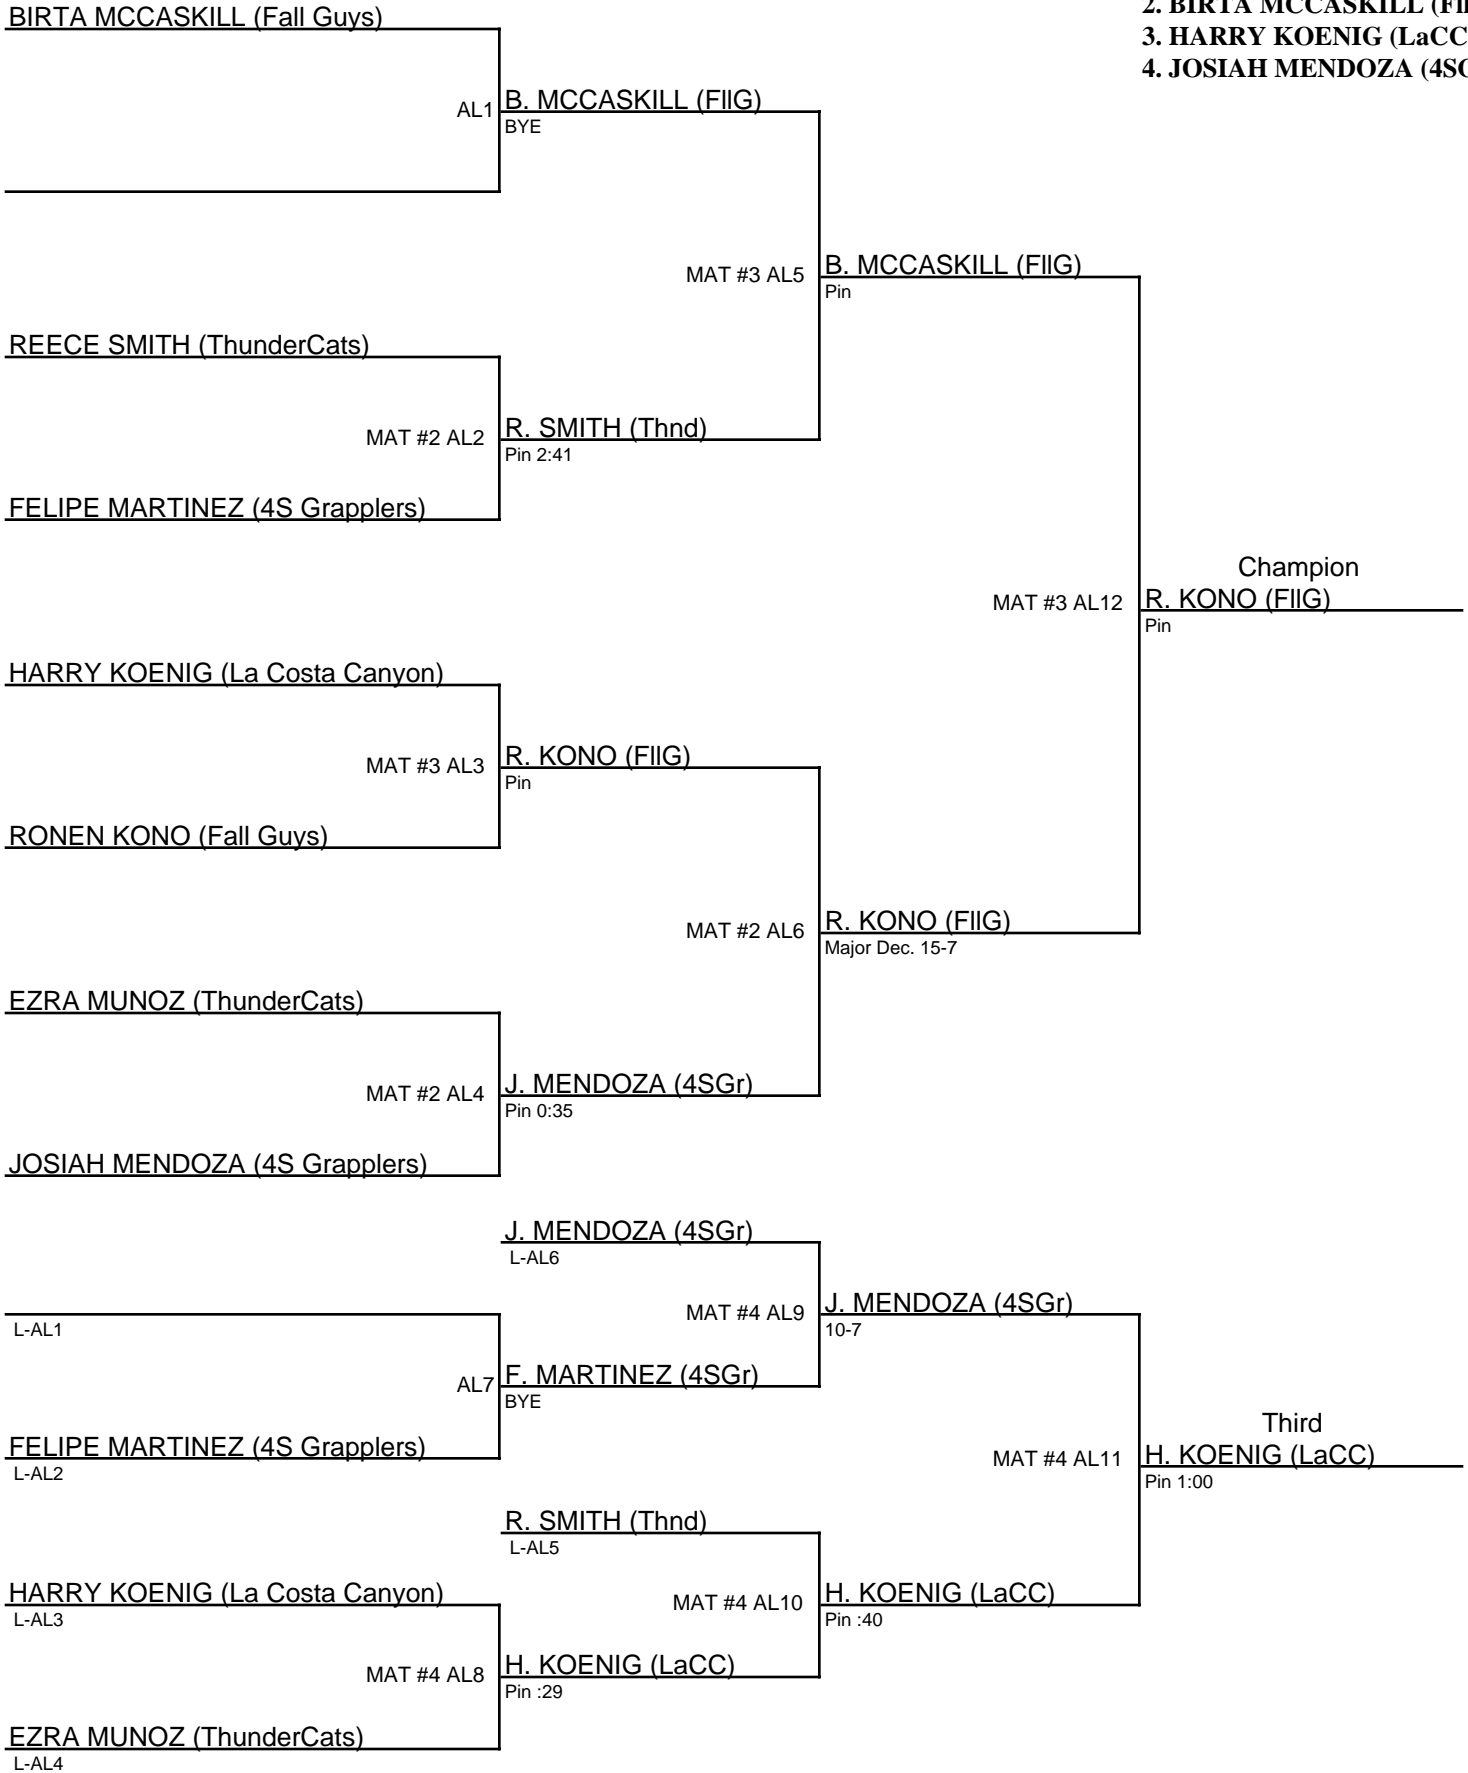 BIRTA MCCASKILL (Fall Guys)
2. BIRTA MCCASKILL (Fll
3. HARRY KOENIG (LaCC
4. JOSIAH MENDOZA (4SG
AL1
B. MCCASKILL (FllG)
BYE
MAT #3 AL5
B. MCCASKILL (FllG)
Pin
REECE SMITH (ThunderCats)
MAT #2 AL2
R. SMITH (Thnd)
Pin 2:41
FELIPE MARTINEZ (4S Grapplers)
Champion
MAT #3 AL12
R. KONO (FllG)
Pin
HARRY KOENIG (La Costa Canyon)
MAT #3 AL3
R. KONO (FllG)
Pin
RONEN KONO (Fall Guys)
MAT #2 AL6
R. KONO (FllG)
Major Dec. 15-7
EZRA MUNOZ (ThunderCats)
MAT #2 AL4
J. MENDOZA (4SGr)
Pin 0:35
JOSIAH MENDOZA (4S Grapplers)
J. MENDOZA (4SGr)
L-AL6
MAT #4 AL9
J. MENDOZA (4SGr)
10-7
L-AL1
AL7
F. MARTINEZ (4SGr)
BYE
FELIPE MARTINEZ (4S Grapplers)
L-AL2
Third
MAT #4 AL11
H. KOENIG (LaCC)
Pin 1:00
R. SMITH (Thnd)
L-AL5
HARRY KOENIG (La Costa Canyon)
L-AL3
MAT #4 AL10
H. KOENIG (LaCC)
Pin :40
MAT #4 AL8
H. KOENIG (LaCC)
Pin :29
EZRA MUNOZ (ThunderCats)
L-AL4